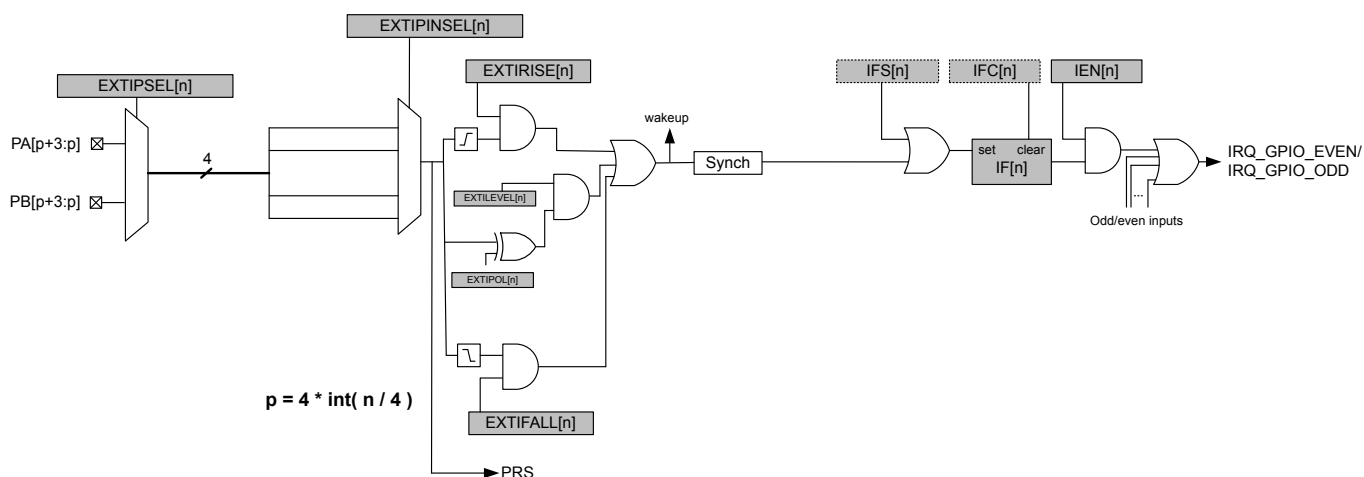 EXTIPINSEL[n]
EXTIPSEL[n]
EXTIRISE[n]
IFS[n]
IFC[n]
IEN[n]
PA[p+3:p]
PB[p+3:p]
4
wakeup
Synch
set clear
IF[n]
IRQ_GPIO_EVEN/
IRQ_GPIO_ODD
...
Odd/even inputs
EXTILEVEL[n]
EXTIPOL[n]
p = 4 * int( n / 4 )
EXTIFALL[n]
PRS